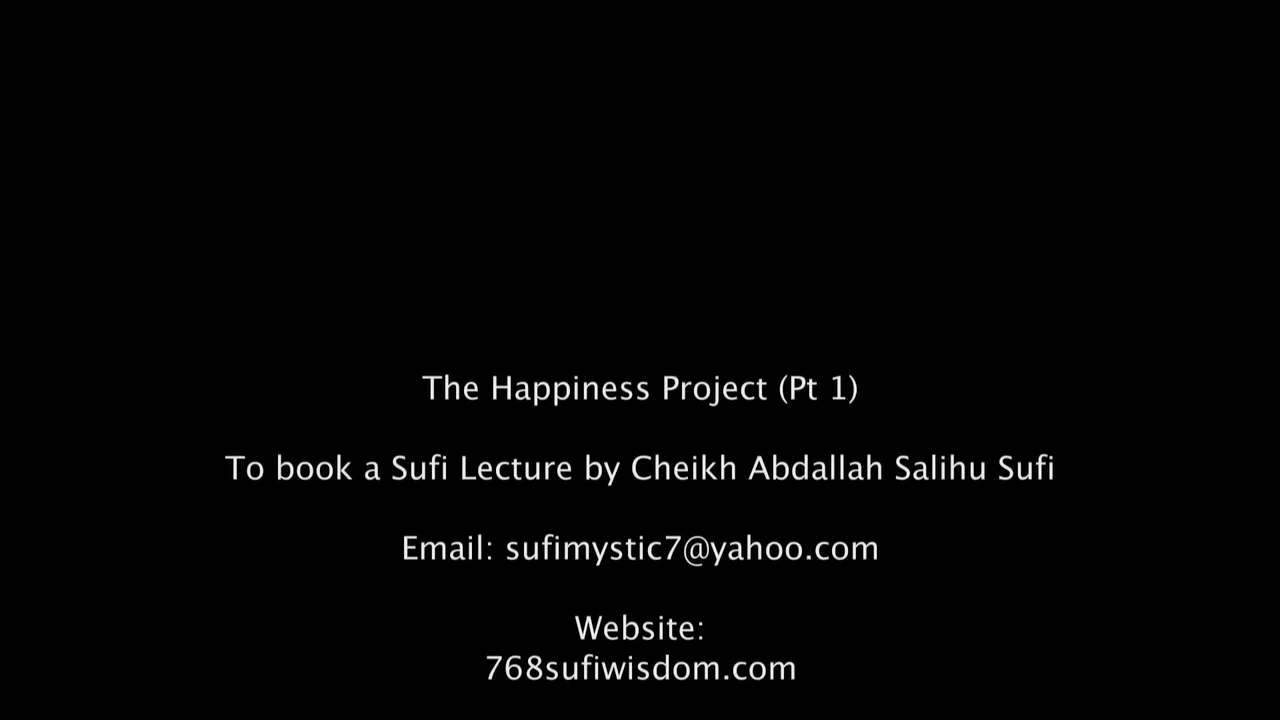 The Happiness Project (Pt 1)
To book a Sufi Lecture by Cheikh Abdallah Salihu Sufi
Email: sufimystic7@yahoo.com
Website:
768sufiwisdom.com